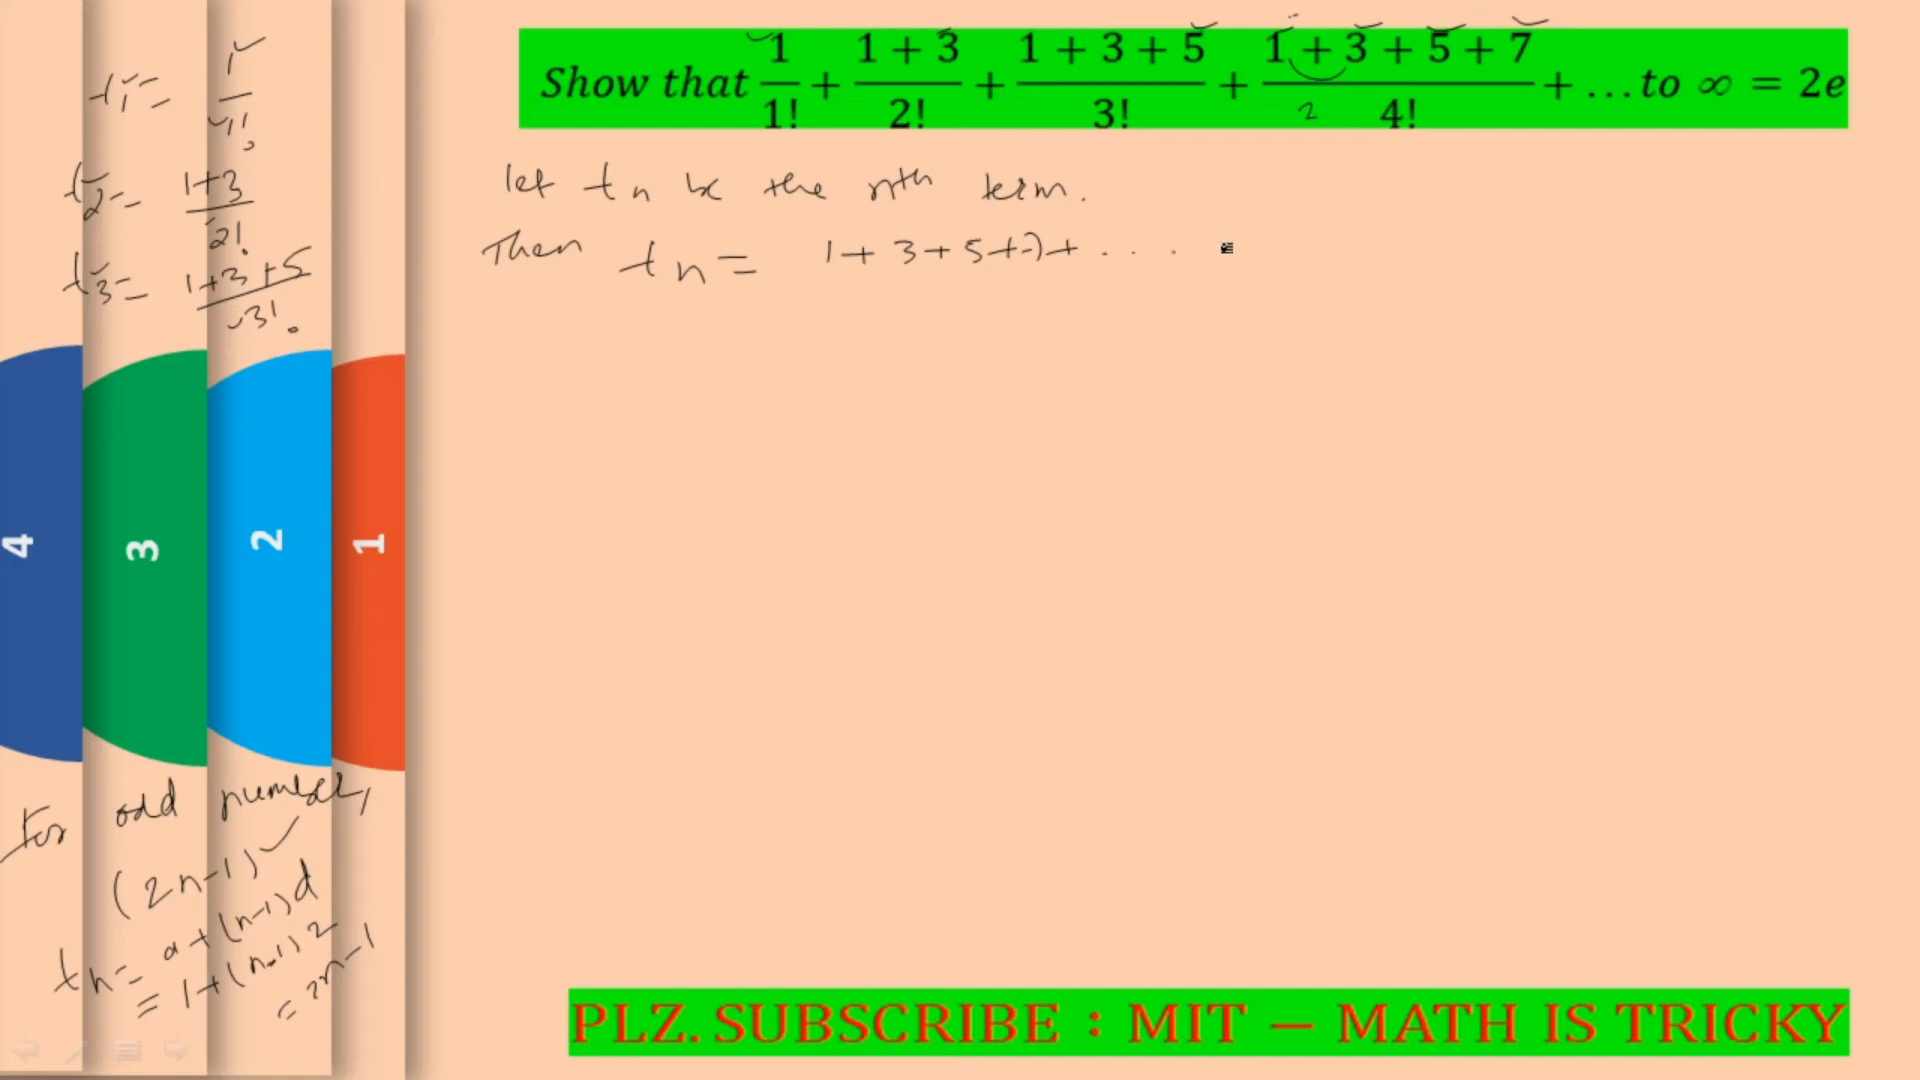 Show that 1/1! + (1 + 3)/2! + (1 + 3 + 5)/3! + (1 + 3 + 5 + 7)/4! + ... to ∞ = 2e
2
t1 = 1/1!
t2 = (1+3)/2!
t3 = (1+3+5)/3!
let tn be the nth term.
Then tn = 1+3+5+7+ . . . .
4
3
2
1
For odd number,
(2n-1)
tn = a+(n-1)d
= 1+(n-1)2
= 2n-1
PLZ. SUBSCRIBE : MIT − MATH IS TRICKY